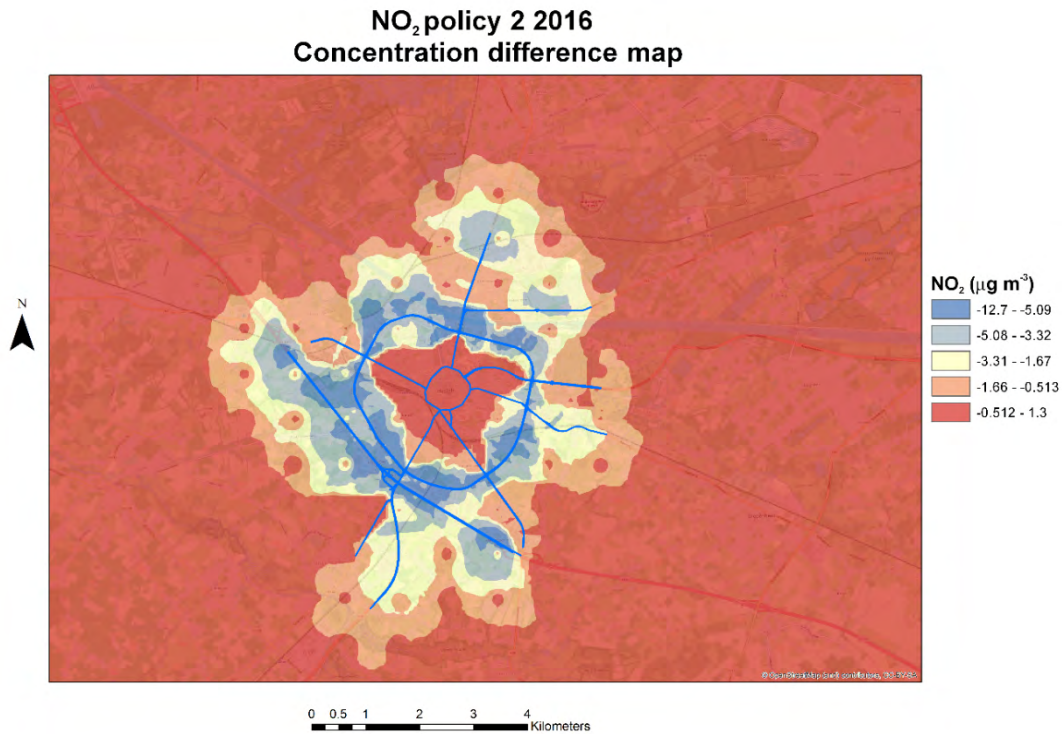 NO₂ policy 2 2016
Concentration difference map
N
NO₂ (µg m⁻³)
-12.7 - -5.09
-5.08 - -3.32
-3.31 - -1.67
-1.66 - -0.513
-0.512 - 1.3
0 0.5 1 2 3 4
Kilometers